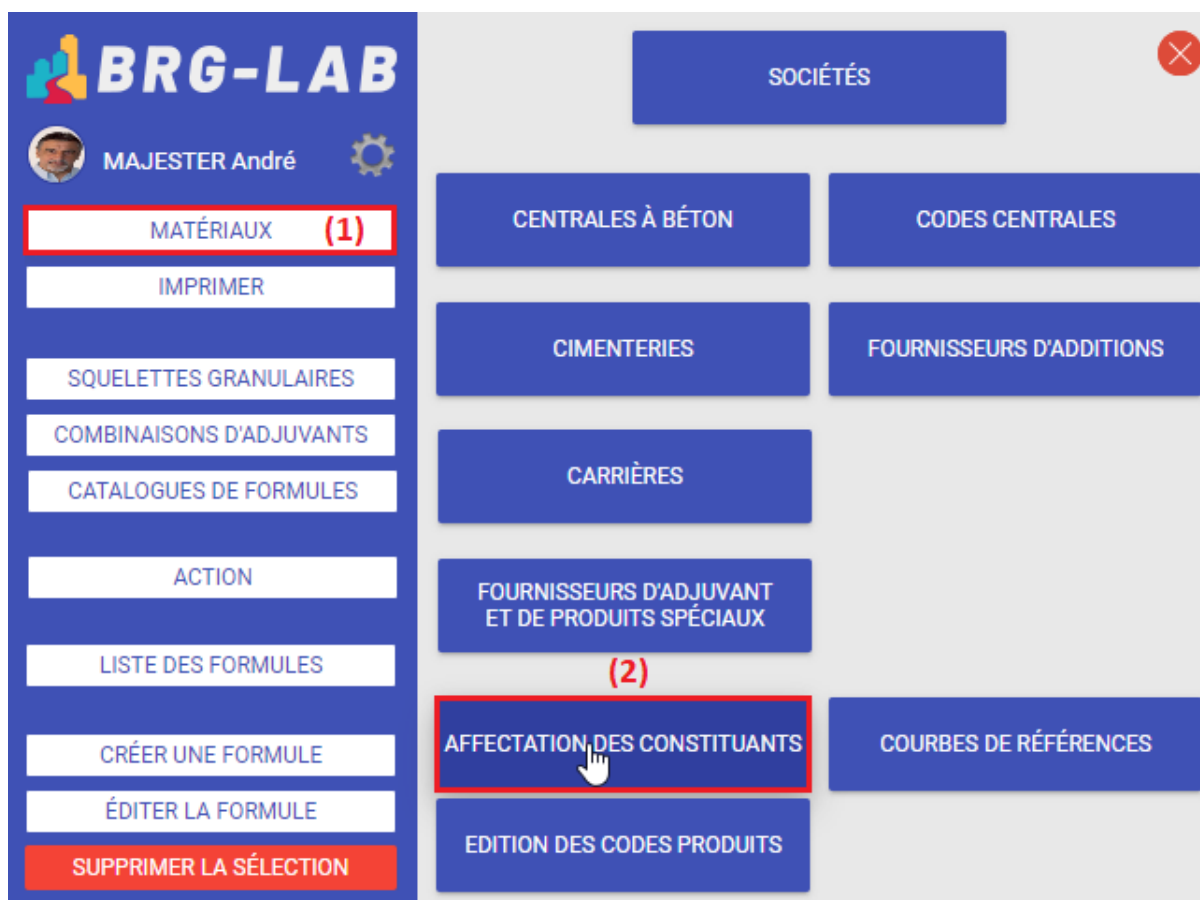 BRG-LAB
MAJESTER André
MATÉRIAUX (1)
IMPRIMER
SQUELETTES GRANULAIRES
COMBINAISONS D'ADJUVANTS
CATALOGUES DE FORMULES
ACTION
LISTE DES FORMULES
CRÉER UNE FORMULE
ÉDITER LA FORMULE
SUPPRIMER LA SÉLECTION
SOCIÉTÉS
CENTRALES À BÉTON
CODES CENTRALES
CIMENTERIES
FOURNISSEURS D'ADDITIONS
CARRIÈRES
FOURNISSEURS D'ADJUVANT
ET DE PRODUITS SPÉCIAUX
(2)
AFFECTATION DES CONSTITUANTS
COURBES DE RÉFÉRENCES
EDITION DES CODES PRODUITS